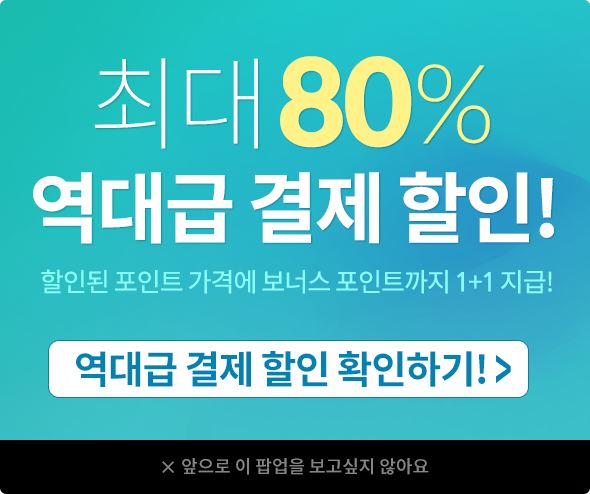 최대 80%
역대급 결제 할인!
할인된 포인트 가격에 보너스 포인트까지 1+1 지급!
역대급 결제 할인 확인하기! >
× 앞으로 이 팝업을 보고싶지 않아요